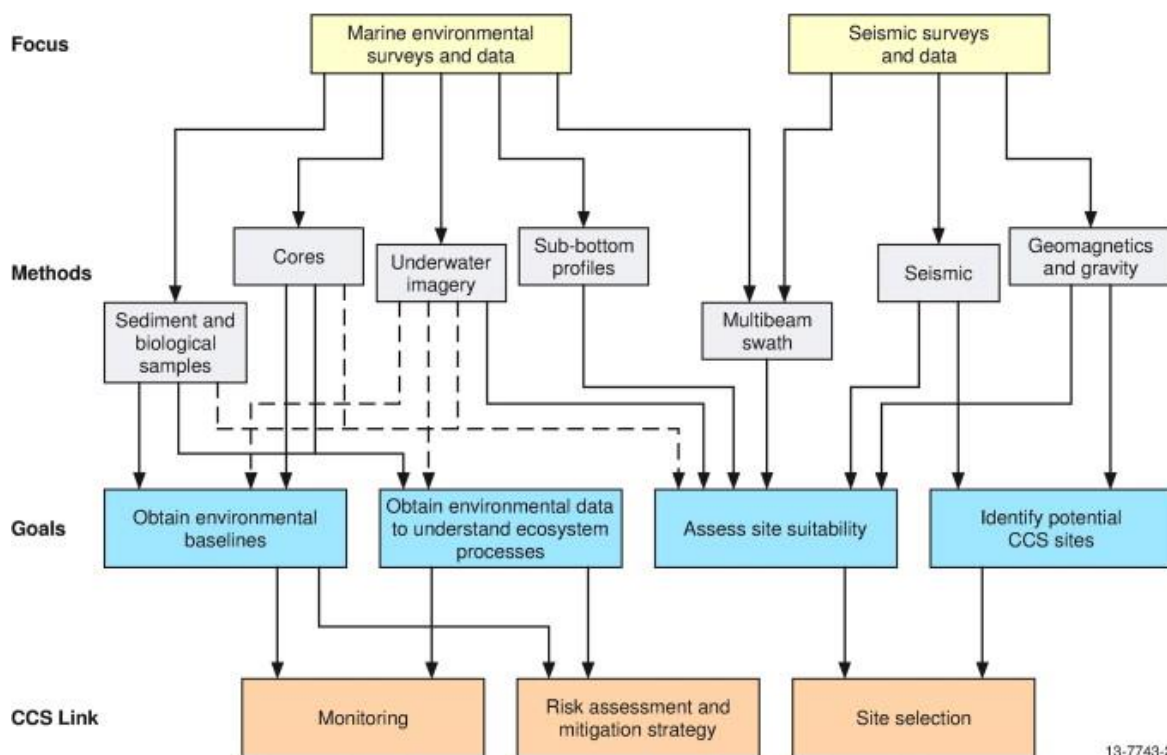 Focus
Marine environmental
surveys and data
Seismic surveys
and data
Methods
Cores
Underwater
imagery
Sub-bottom
profiles
Seismic
Geomagnetics
and gravity
Sediment and
biological
samples
Multibeam
swath
Goals
Obtain environmental
baselines
Obtain environmental data
to understand ecosystem
processes
Assess site suitability
Identify potential
CCS sites
CCS Link
Monitoring
Risk assessment and
mitigation strategy
Site selection